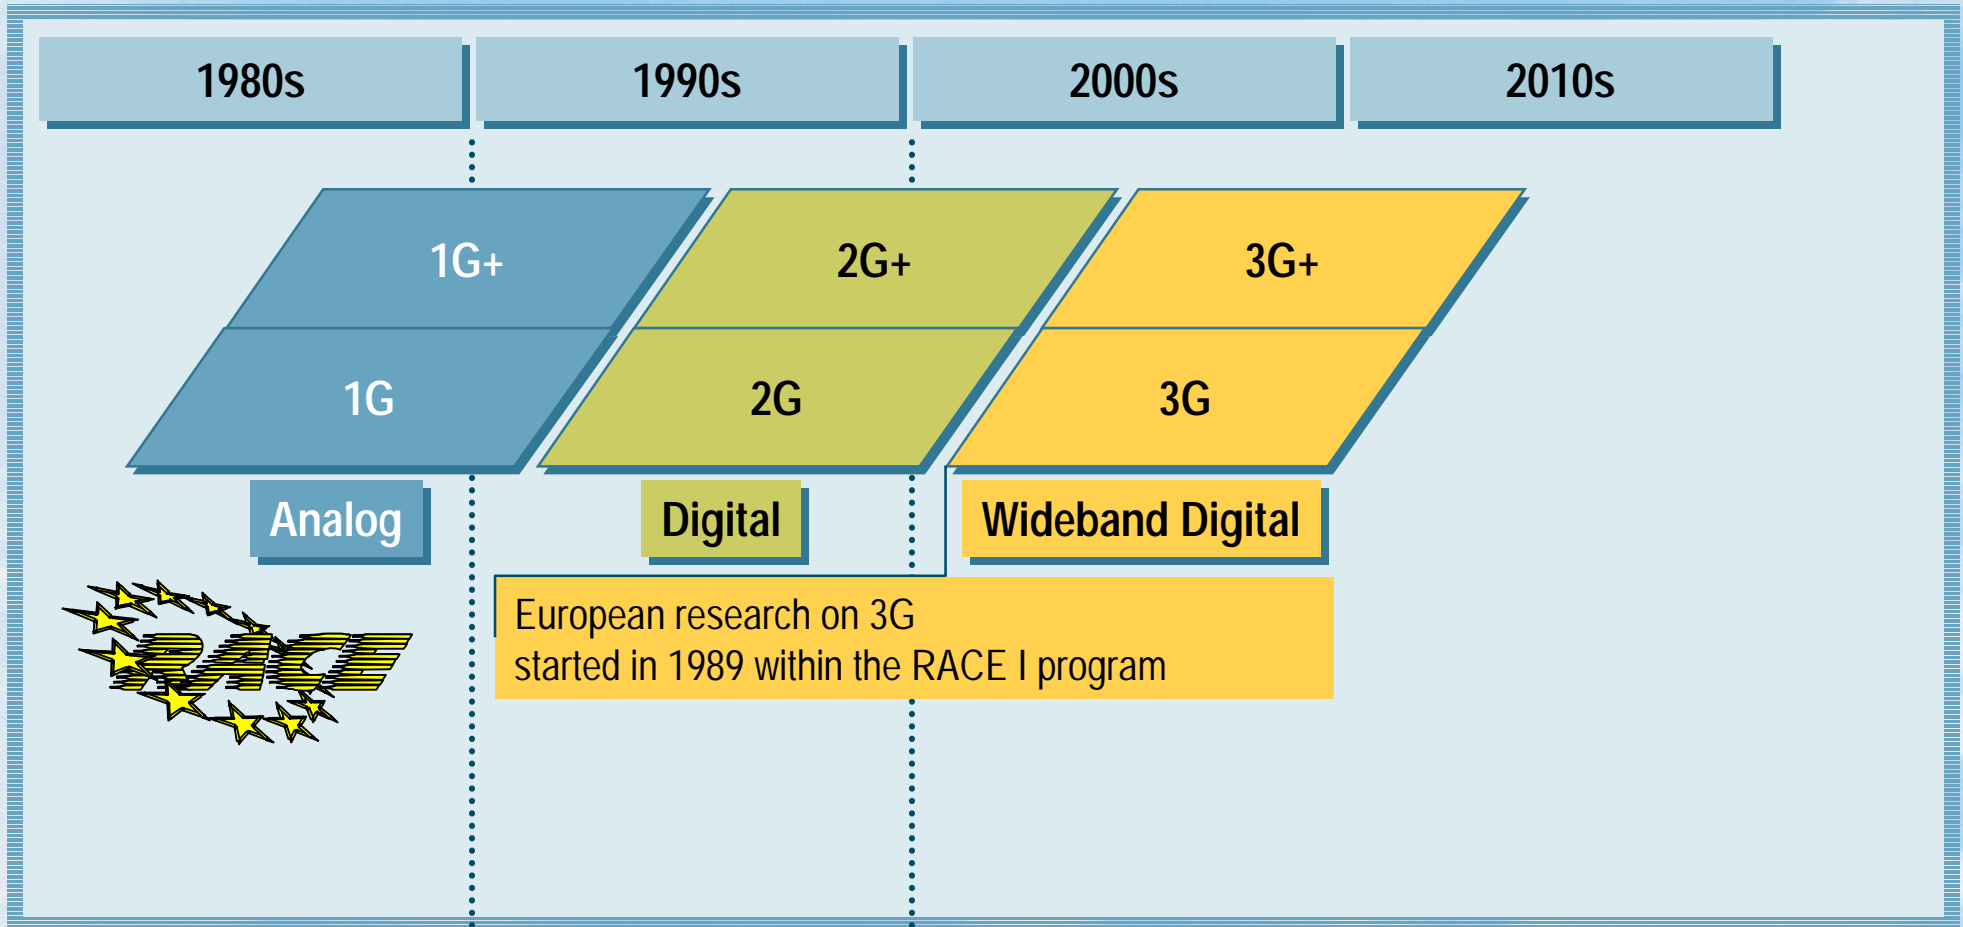 1980s
1990s
2000s
2010s
1G+
2G+
3G+
1G
2G
3G
Analog
Digital
Wideband Digital
RACE
European research on 3G
started in 1989 within the RACE I program